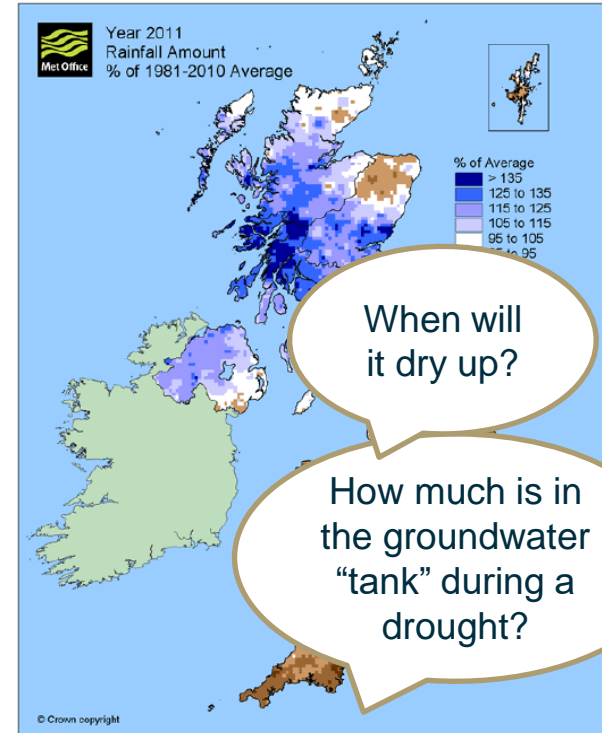 Met Office
Year 2011
Rainfall Amount
% of 1981-2010 Average
% of Average
> 135
125 to 135
115 to 125
105 to 115
95 to 105
to 95
When will
it dry up?
How much is in
the groundwater
“tank” during a
drought?
© Crown copyright